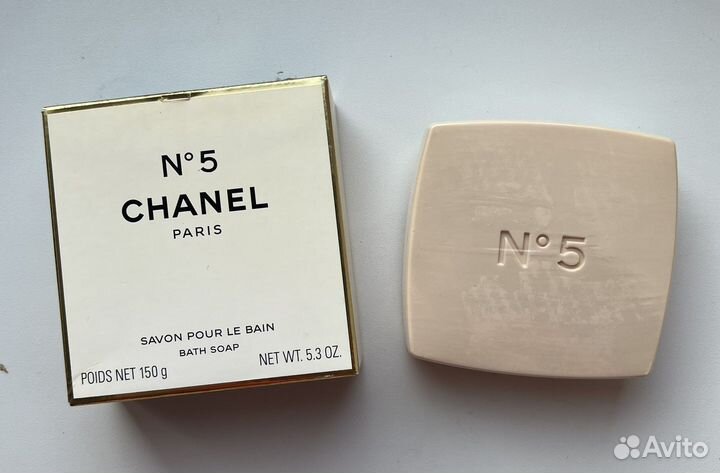 N°5
CHANEL
PARIS
SAVON POUR LE BAIN
BATH SOAP
POIDS NET 150 g
NET WT. 5.3 OZ.
N°5
Avito